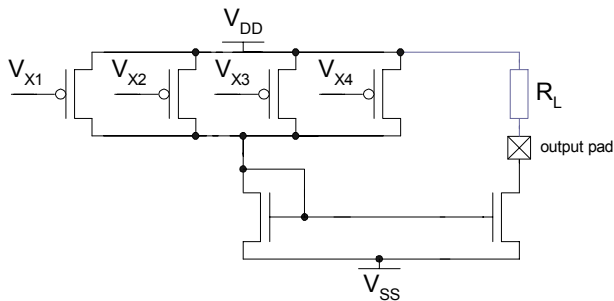 V_DD
V_X1
V_X2
V_X3
V_X4
R_L
output pad
V_SS